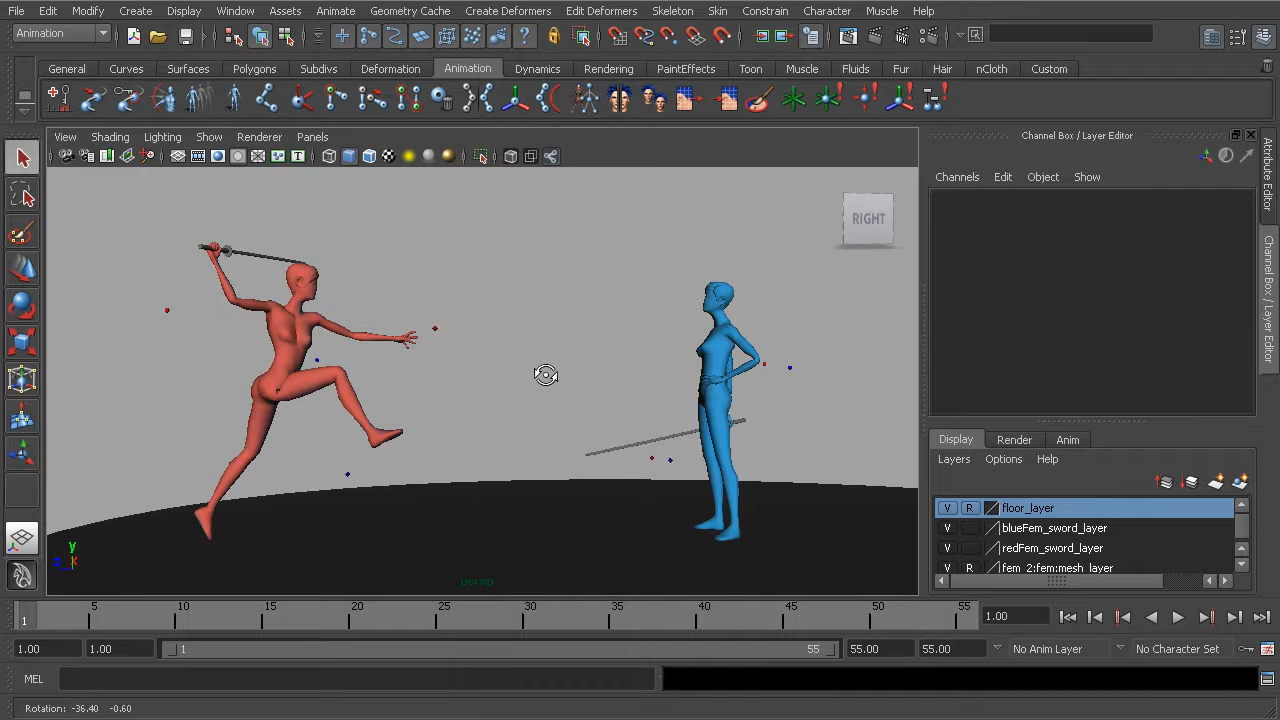 File Edit Modify Create Display Window Assets Animate Geometry Cache Create Deformers Edit Deformers Skeleton Skin Constrain Character Muscle Help
Animation
General Curves Surfaces Polygons Subdivs Deformation Animation Dynamics Rendering PaintEffects Toon Muscle Fluids Fur Hair nCloth Custom
View Shading Lighting Show Renderer Panels
Channel Box / Layer Editor
Channels Edit Object Show
Attribute Editor
Channel Box / Layer Editor
RIGHT
Display Render Anim
Layers Options Help
V R floor_layer
V blueFem_sword_layer
V redFem_sword_layer
V R fem_2:fem:mesh_layer
y
z x
persp
1 5 10 15 20 25 30 35 40 45 50 55 1.00
1.00 1.00 1 55 55.00 55.00 No Anim Layer No Character Set
MEL
Rotation: -36.40 -0.60